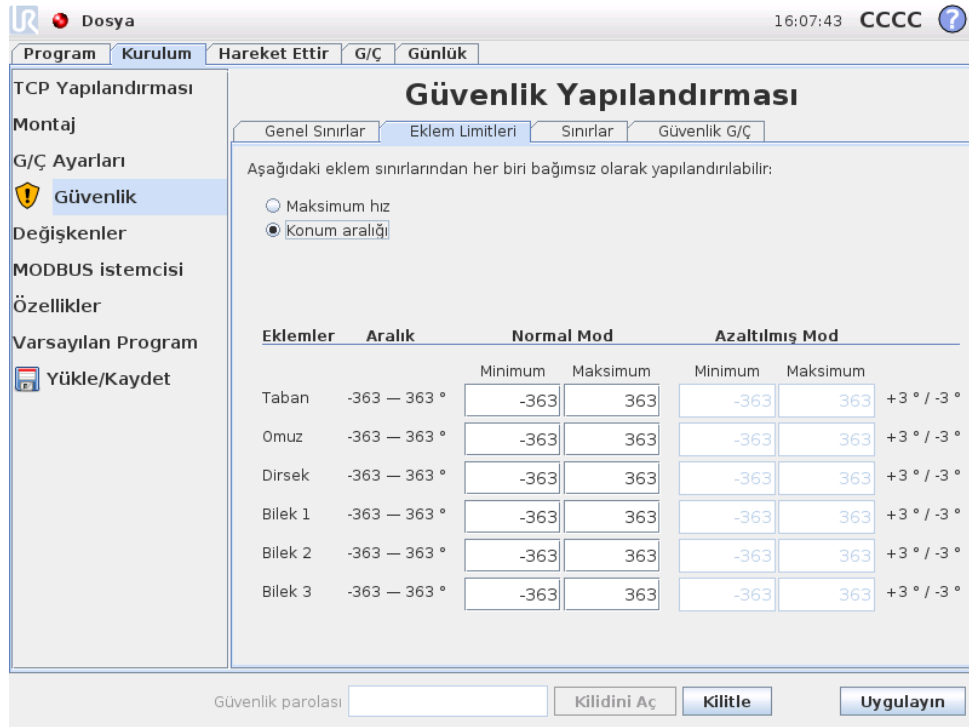 UR Dosya 16:07:43 CCCC ?
Program Kurulum Hareket Ettir G/Ç Günlük
TCP Yapılandırması
Montaj
G/Ç Ayarları
Güvenlik
Değişkenler
MODBUS istemcisi
Özellikler
Varsayılan Program
Yükle/Kaydet
Güvenlik Yapılandırması
Genel Sınırlar Eklem Limitleri Sınırlar Güvenlik G/Ç
Aşağıdaki eklem sınırlarından her biri bağımsız olarak yapılandırılabilir:
Maksimum hız
Konum aralığı
Eklemler Aralık Normal Mod Azaltılmış Mod
Minimum Maksimum Minimum Maksimum
Taban -363 — 363 ° -363 363 -363 363 +3 ° / -3 °
Omuz -363 — 363 ° -363 363 -363 363 +3 ° / -3 °
Dirsek -363 — 363 ° -363 363 -363 363 +3 ° / -3 °
Bilek 1 -363 — 363 ° -363 363 -363 363 +3 ° / -3 °
Bilek 2 -363 — 363 ° -363 363 -363 363 +3 ° / -3 °
Bilek 3 -363 — 363 ° -363 363 -363 363 +3 ° / -3 °
Güvenlik parolası Kilidini Aç Kilitle Uygulayın